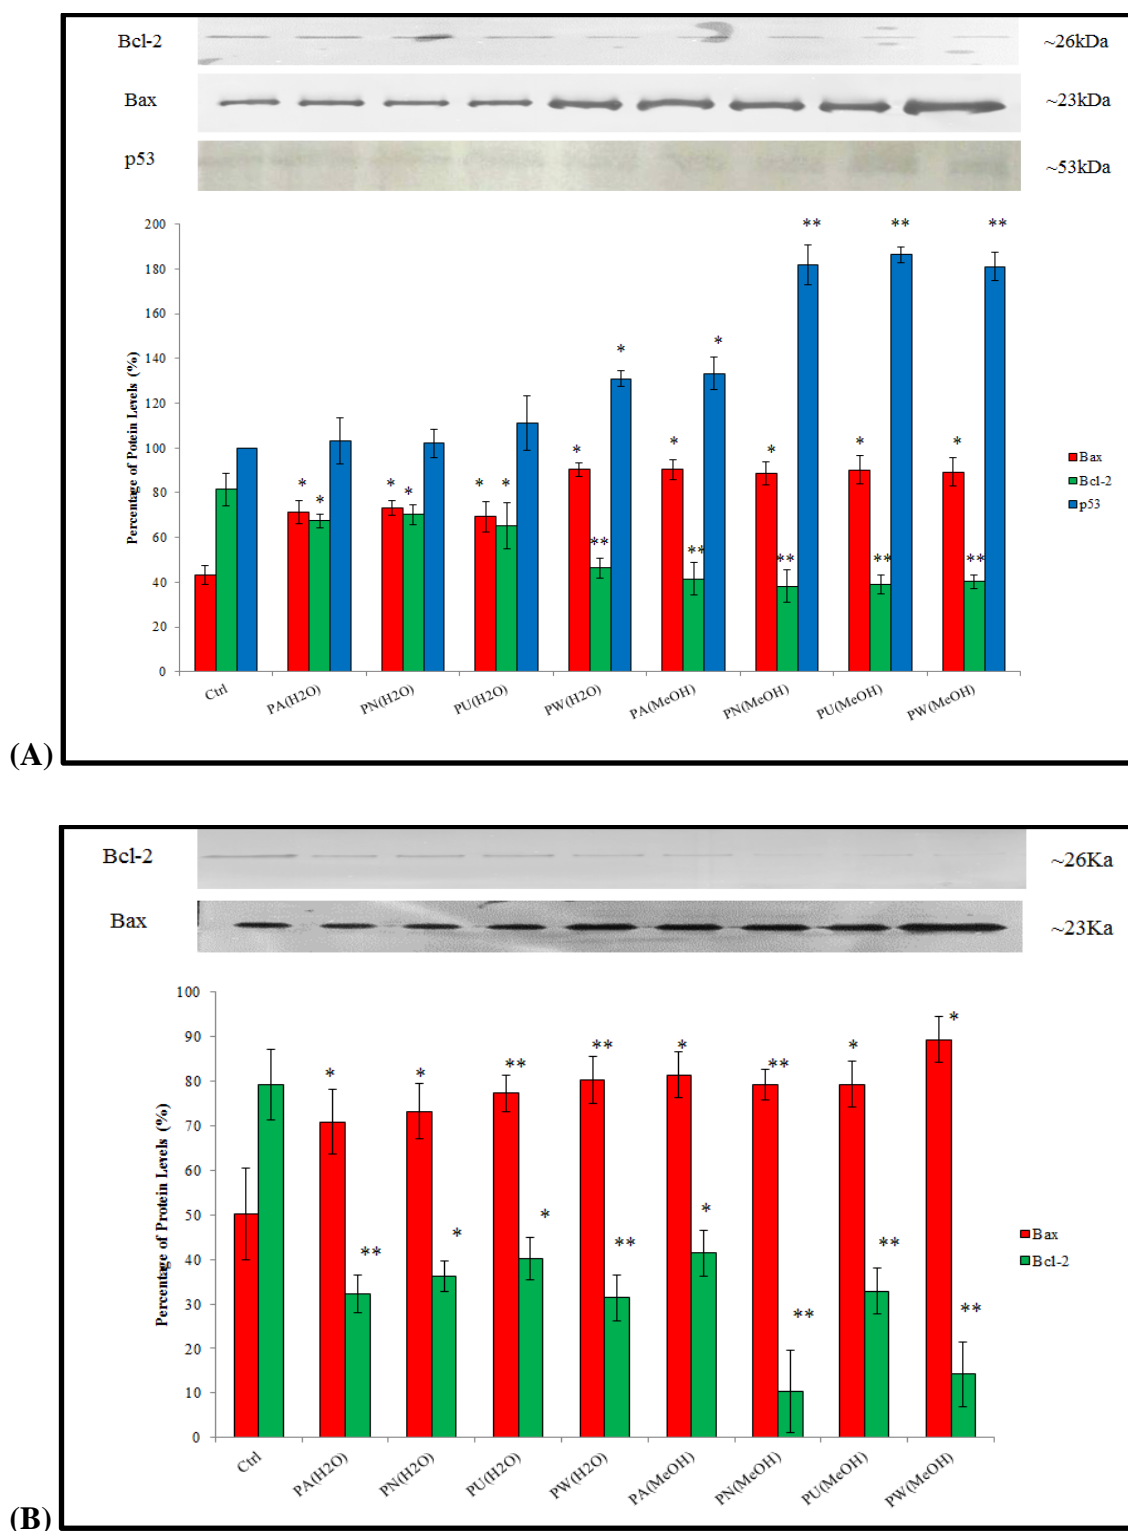 Bcl-2 ~26kDa
Bax ~23kDa
p53 ~53kDa
200
180
160
140
120
100
80
60
40
20
0
Percentage of Potein Levels (%)
** ** **
* *
* * * * *
* * * * * *
** ** ** ** **
Bax
Bcl-2
p53
Ctrl PA(H2O) PN(H2O) PU(H2O) PW(H2O) PA(MeOH) PN(MeOH) PU(MeOH) PW(MeOH)
(A)
Bcl-2 ~26Ka
Bax ~23Ka
100
90
80
70
60
50
40
30
20
10
0
Percentage of Protein Levels (%)
* * ** ** * ** * *
** * * ** * ** ** **
Bax
Bcl-2
Ctrl PA(H2O) PN(H2O) PU(H2O) PW(H2O) PA(MeOH) PN(MeOH) PU(MeOH) PW(MeOH)
(B)